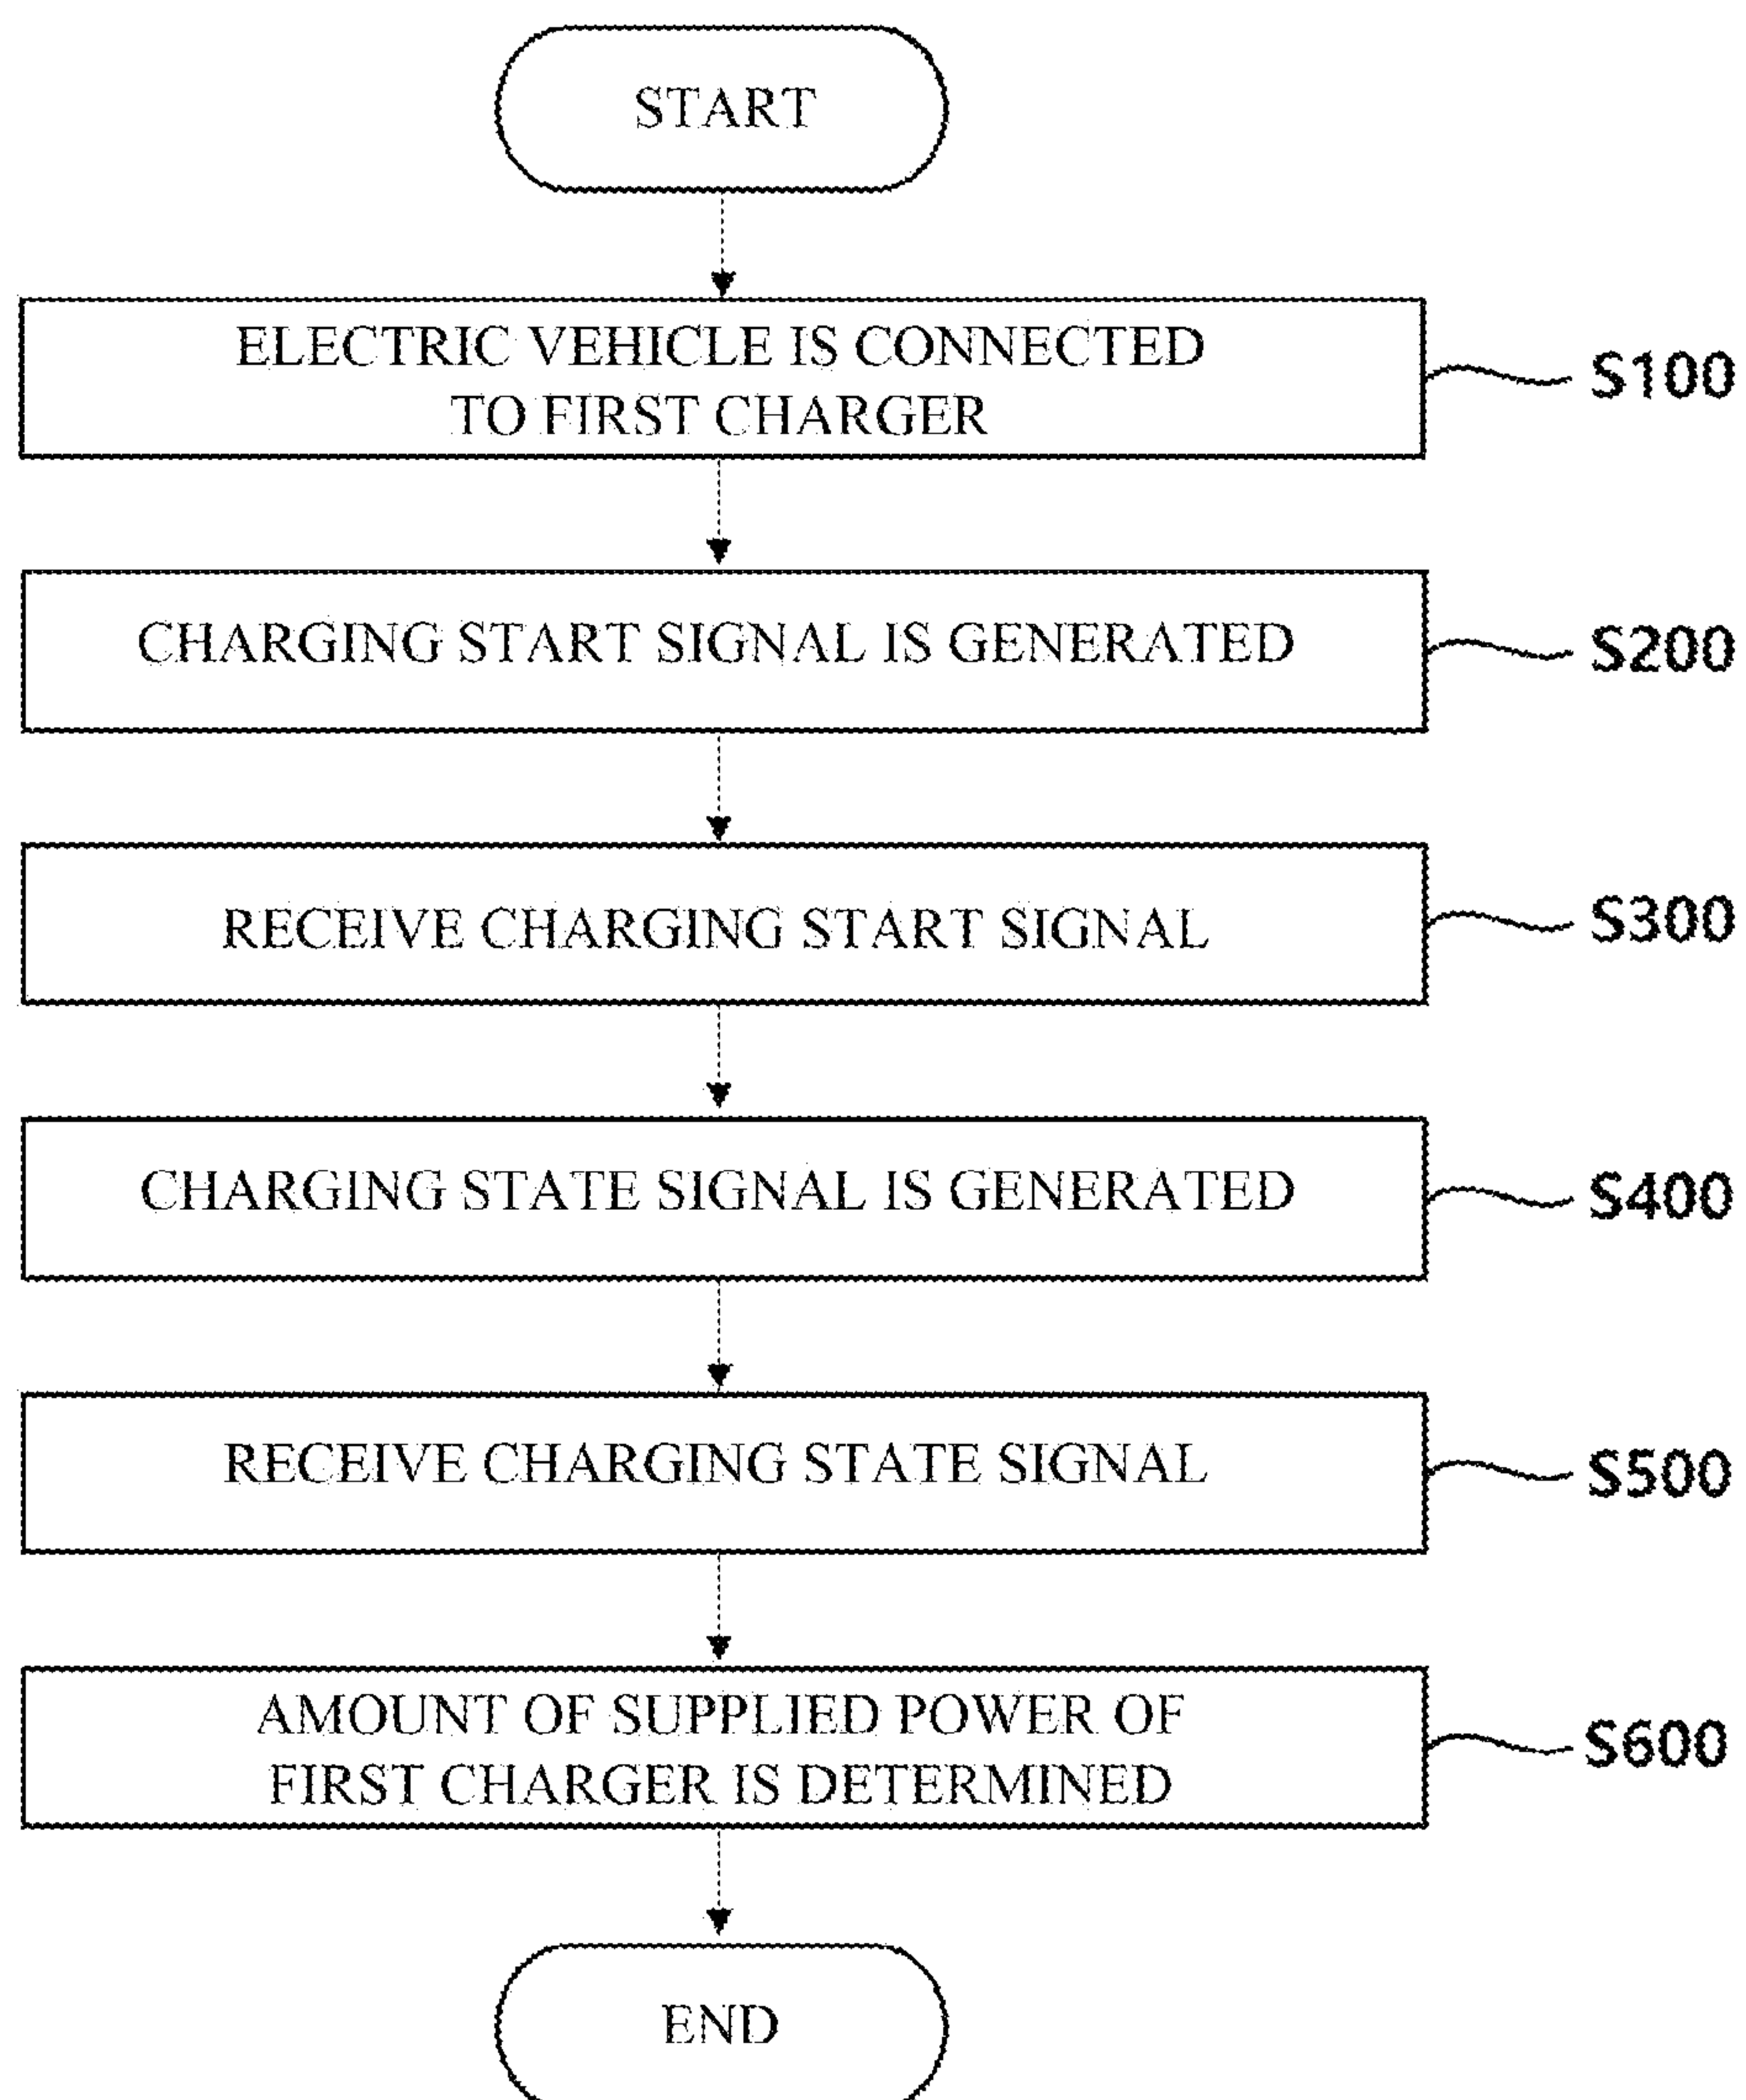 START
ELECTRIC VEHICLE IS CONNECTED
TO FIRST CHARGER
S100
CHARGING START SIGNAL IS GENERATED
S200
RECEIVE CHARGING START SIGNAL
S300
CHARGING STATE SIGNAL IS GENERATED
S400
RECEIVE CHARGING STATE SIGNAL
S500
AMOUNT OF SUPPLIED POWER OF
FIRST CHARGER IS DETERMINED
S600
END